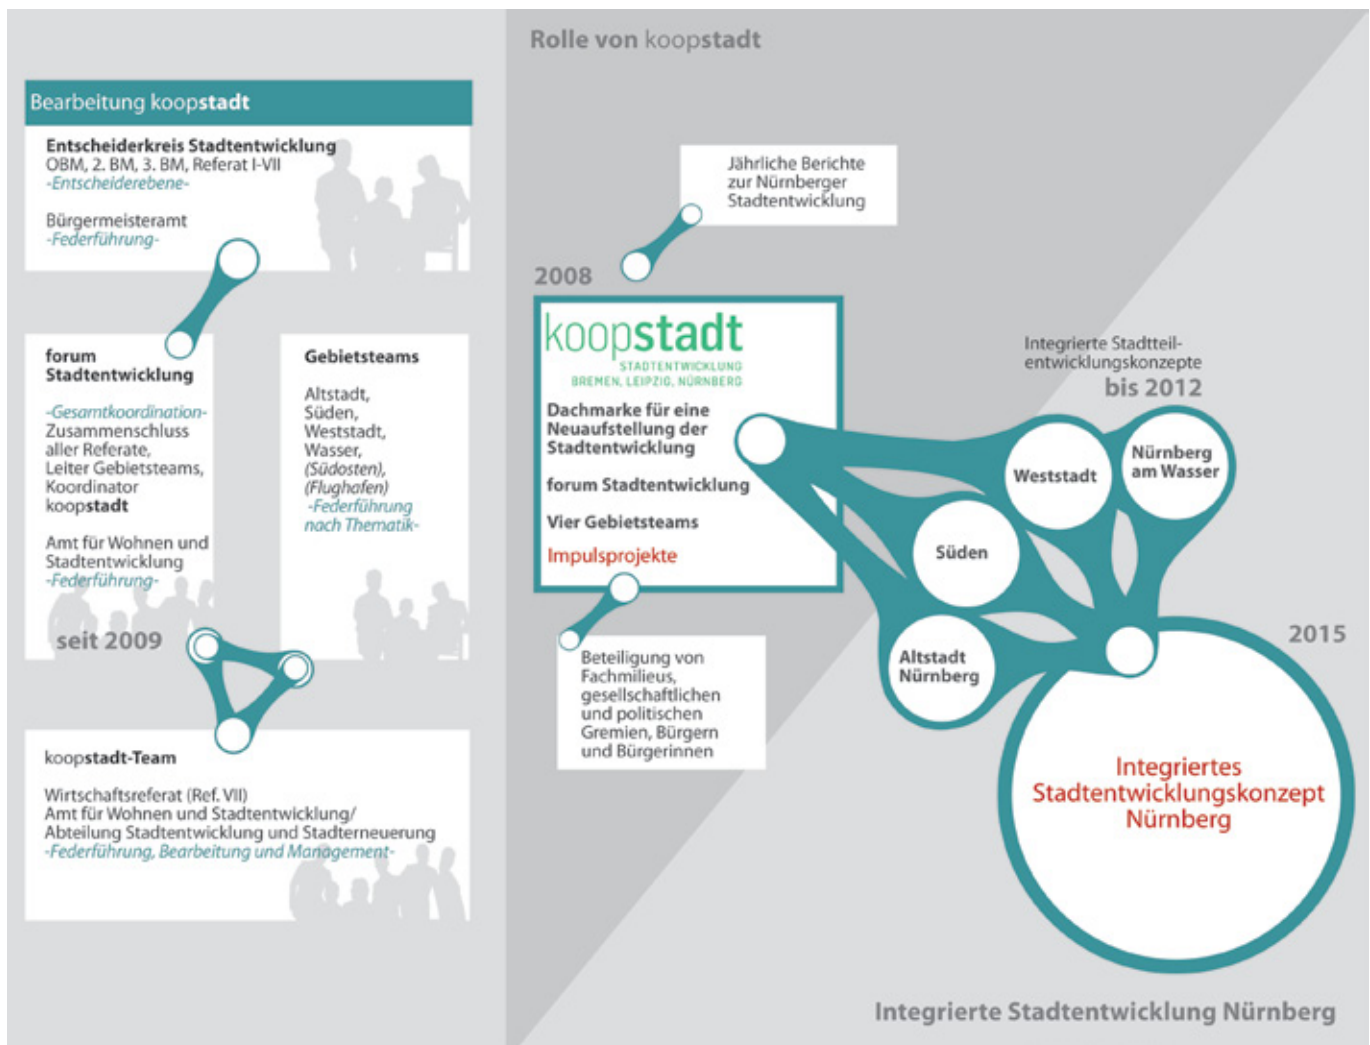 Rolle von koopstadt
Bearbeitung koopstadt
Entscheiderkreis Stadtentwicklung
OBM, 2. BM, 3. BM, Referat I-VII
-Entscheiderebene-
Bürgermeisteramt
-Federführung-
forum
Stadtentwicklung
-Gesamtkoordination-
Zusammenschluss
aller Referate,
Leiter Gebietsteams,
Koordinator
koopstadt
Amt für Wohnen und
Stadtentwicklung
-Federführung-
seit 2009
Gebietsteams
Altstadt,
Süden,
Weststadt,
Wasser,
(Südosten),
(Flughafen)
-Federführung
nach Thematik-
koopstadt-Team
Wirtschaftsreferat (Ref. VII)
Amt für Wohnen und Stadtentwicklung/
Abteilung Stadtentwicklung und Stadterneuerung
-Federführung, Bearbeitung und Management-
Jährliche Berichte
zur Nürnberger
Stadtentwicklung
2008
koopstadt
STADTENTWICKLUNG
BREMEN, LEIPZIG, NÜRNBERG
Dachmarke für eine
Neuaufstellung der
Stadtentwicklung
forum Stadtentwicklung
Vier Gebietsteams
Impulsprojekte
Beteiligung von
Fachmilieus,
gesellschaftlichen
und politischen
Gremien, Bürgern
und Bürgerinnen
Integrierte Stadtteil-
entwicklungskonzepte
bis 2012
Nürnberg
am Wasser
Weststadt
Süden
Altstadt
Nürnberg
2015
Integriertes
Stadtentwicklungskonzept
Nürnberg
Integrierte Stadtentwicklung Nürnberg